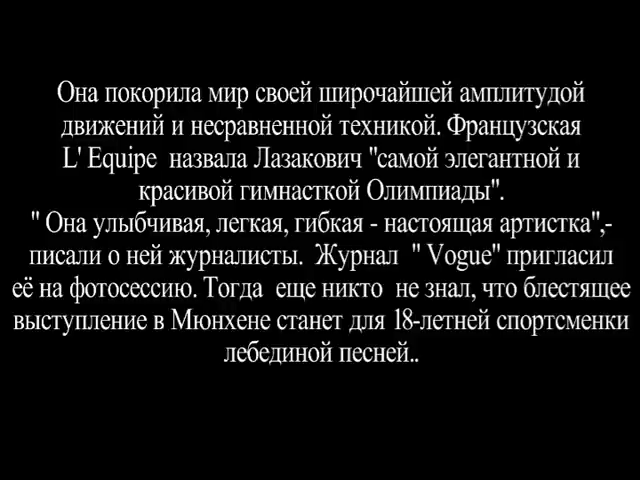 Она покорила мир своей широчайшей амплитудой
движений и несравненной техникой. Французская
L' Equipe назвала Лазакович "самой элегантной и
красивой гимнасткой Олимпиады".
" Она улыбчивая, легкая, гибкая - настоящая артистка",-
писали о ней журналисты. Журнал " Vogue" пригласил
её на фотосессию. Тогда еще никто не знал, что блестящее
выступление в Мюнхене станет для 18-летней спортсменки
лебединой песней..